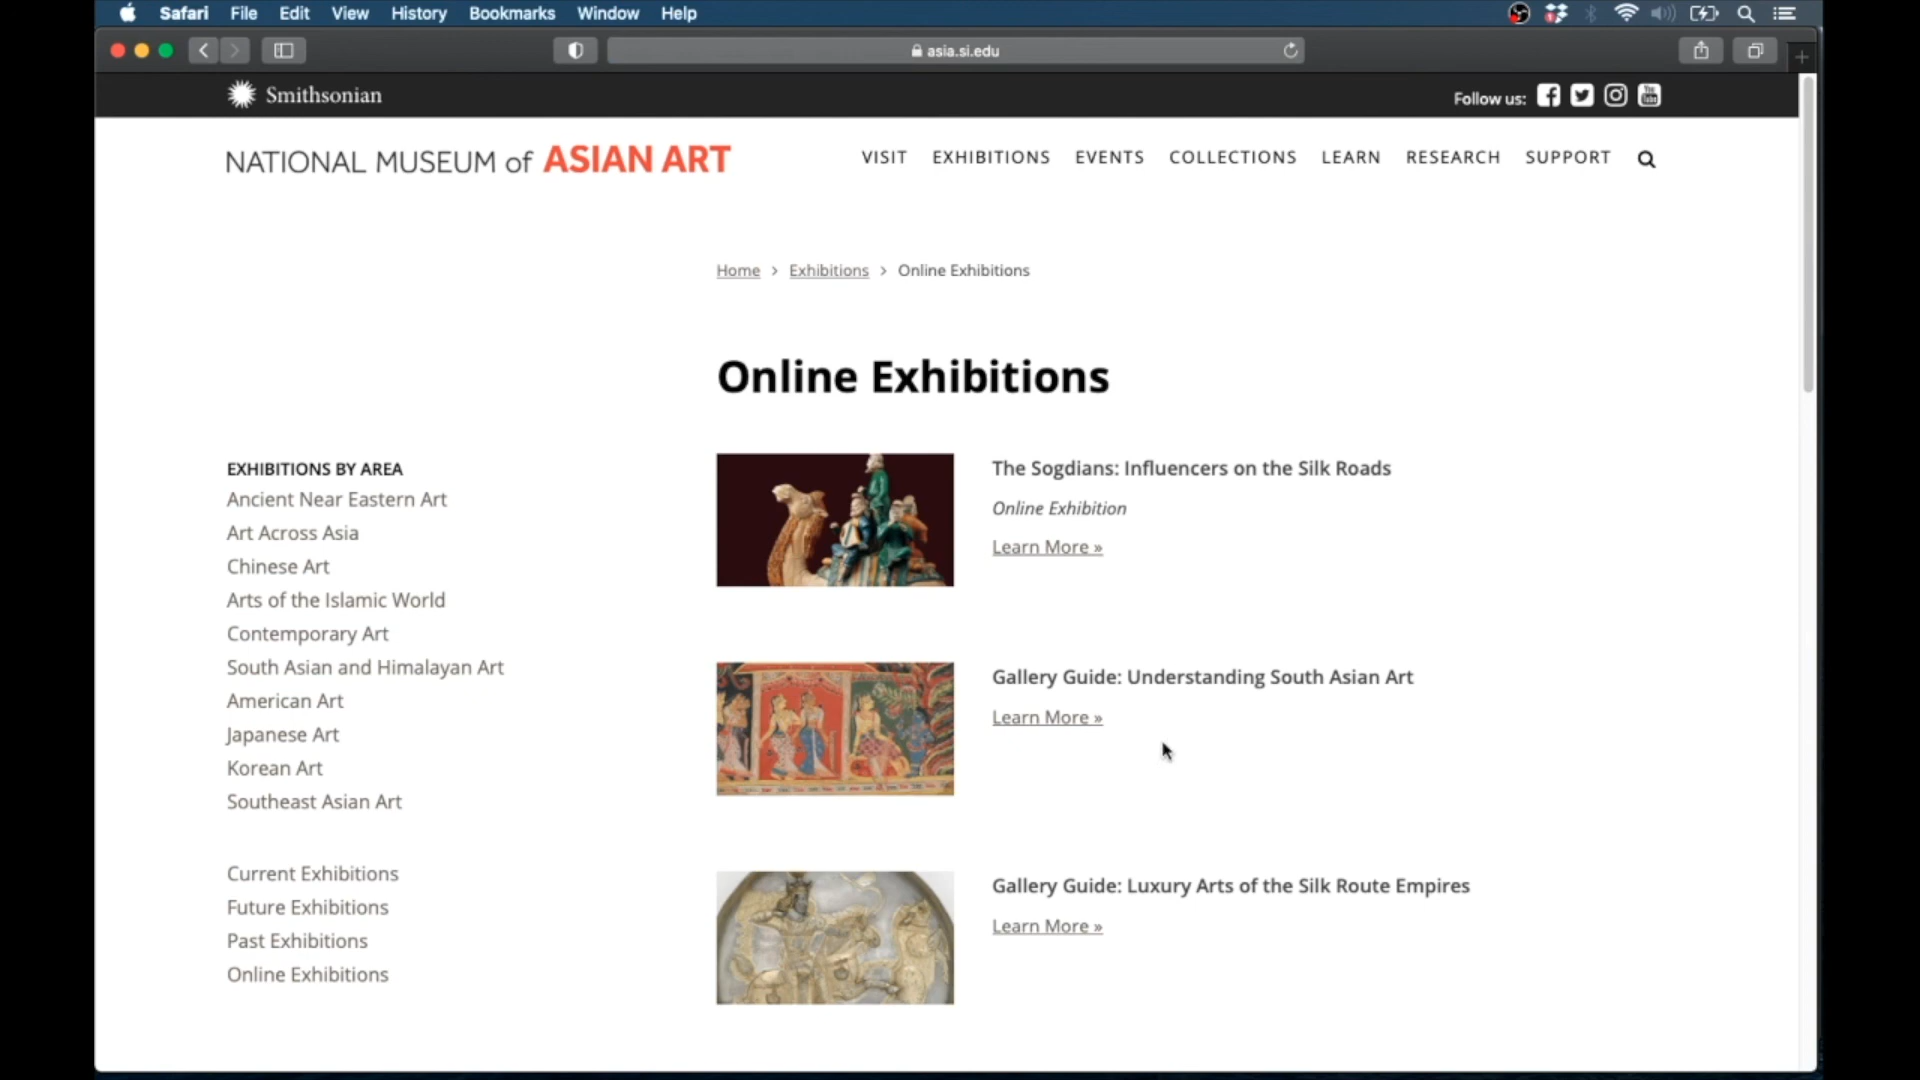 Safari File Edit View History Bookmarks Window Help
asia.si.edu
Smithsonian
Follow us:
NATIONAL MUSEUM of ASIAN ART
VISIT EXHIBITIONS EVENTS COLLECTIONS LEARN RESEARCH SUPPORT
Home > Exhibitions > Online Exhibitions
Online Exhibitions
EXHIBITIONS BY AREA
Ancient Near Eastern Art
Art Across Asia
Chinese Art
Arts of the Islamic World
Contemporary Art
South Asian and Himalayan Art
American Art
Japanese Art
Korean Art
Southeast Asian Art
Current Exhibitions
Future Exhibitions
Past Exhibitions
Online Exhibitions
The Sogdians: Influencers on the Silk Roads
Online Exhibition
Learn More »
Gallery Guide: Understanding South Asian Art
Learn More »
Gallery Guide: Luxury Arts of the Silk Route Empires
Learn More »